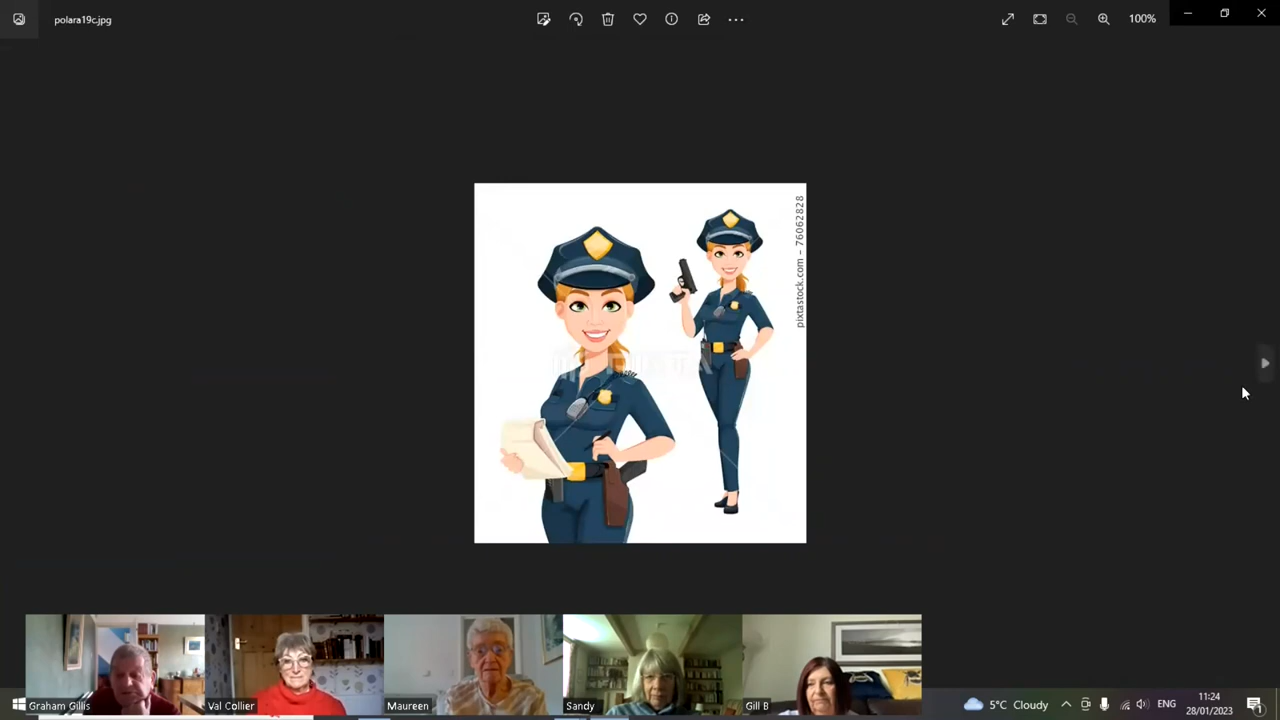 polara19c.jpg
100%
pixtastock.com - 76062828
PIXTA
Graham Gillis
Val Collier
Maureen
Sandy
Gill B
5°C Cloudy
ENG
11:24
28/01/2023